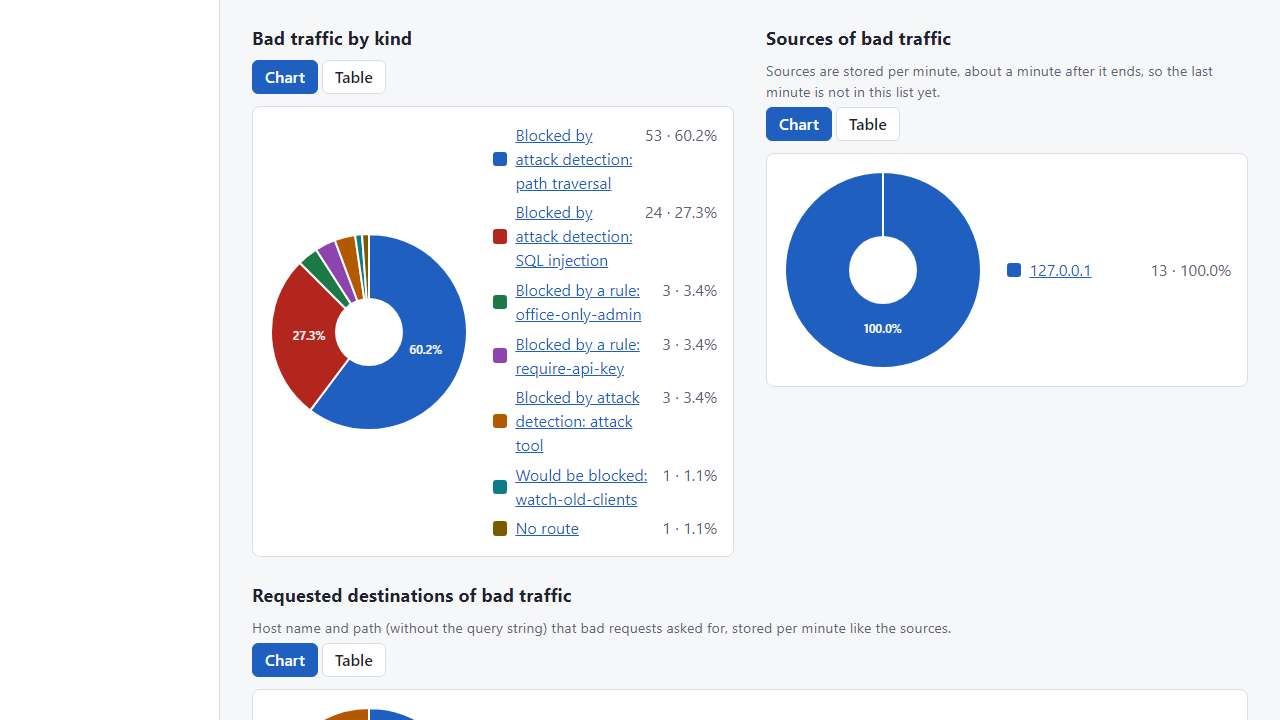 Bad traffic by kind
Chart
Table
Blocked by
attack detection:
path traversal
53 · 60.2%
Blocked by
attack detection:
SQL injection
24 · 27.3%
Blocked by a rule:
office-only-admin
3 · 3.4%
Blocked by a rule:
require-api-key
3 · 3.4%
Blocked by attack
detection: attack
tool
3 · 3.4%
Would be blocked:
watch-old-clients
1 · 1.1%
No route
1 · 1.1%
27.3%
60.2%
Sources of bad traffic
Sources are stored per minute, about a minute after it ends, so the last
minute is not in this list yet.
Chart
Table
100.0%
127.0.0.1
13 · 100.0%
Requested destinations of bad traffic
Host name and path (without the query string) that bad requests asked for, stored per minute like the sources.
Chart
Table